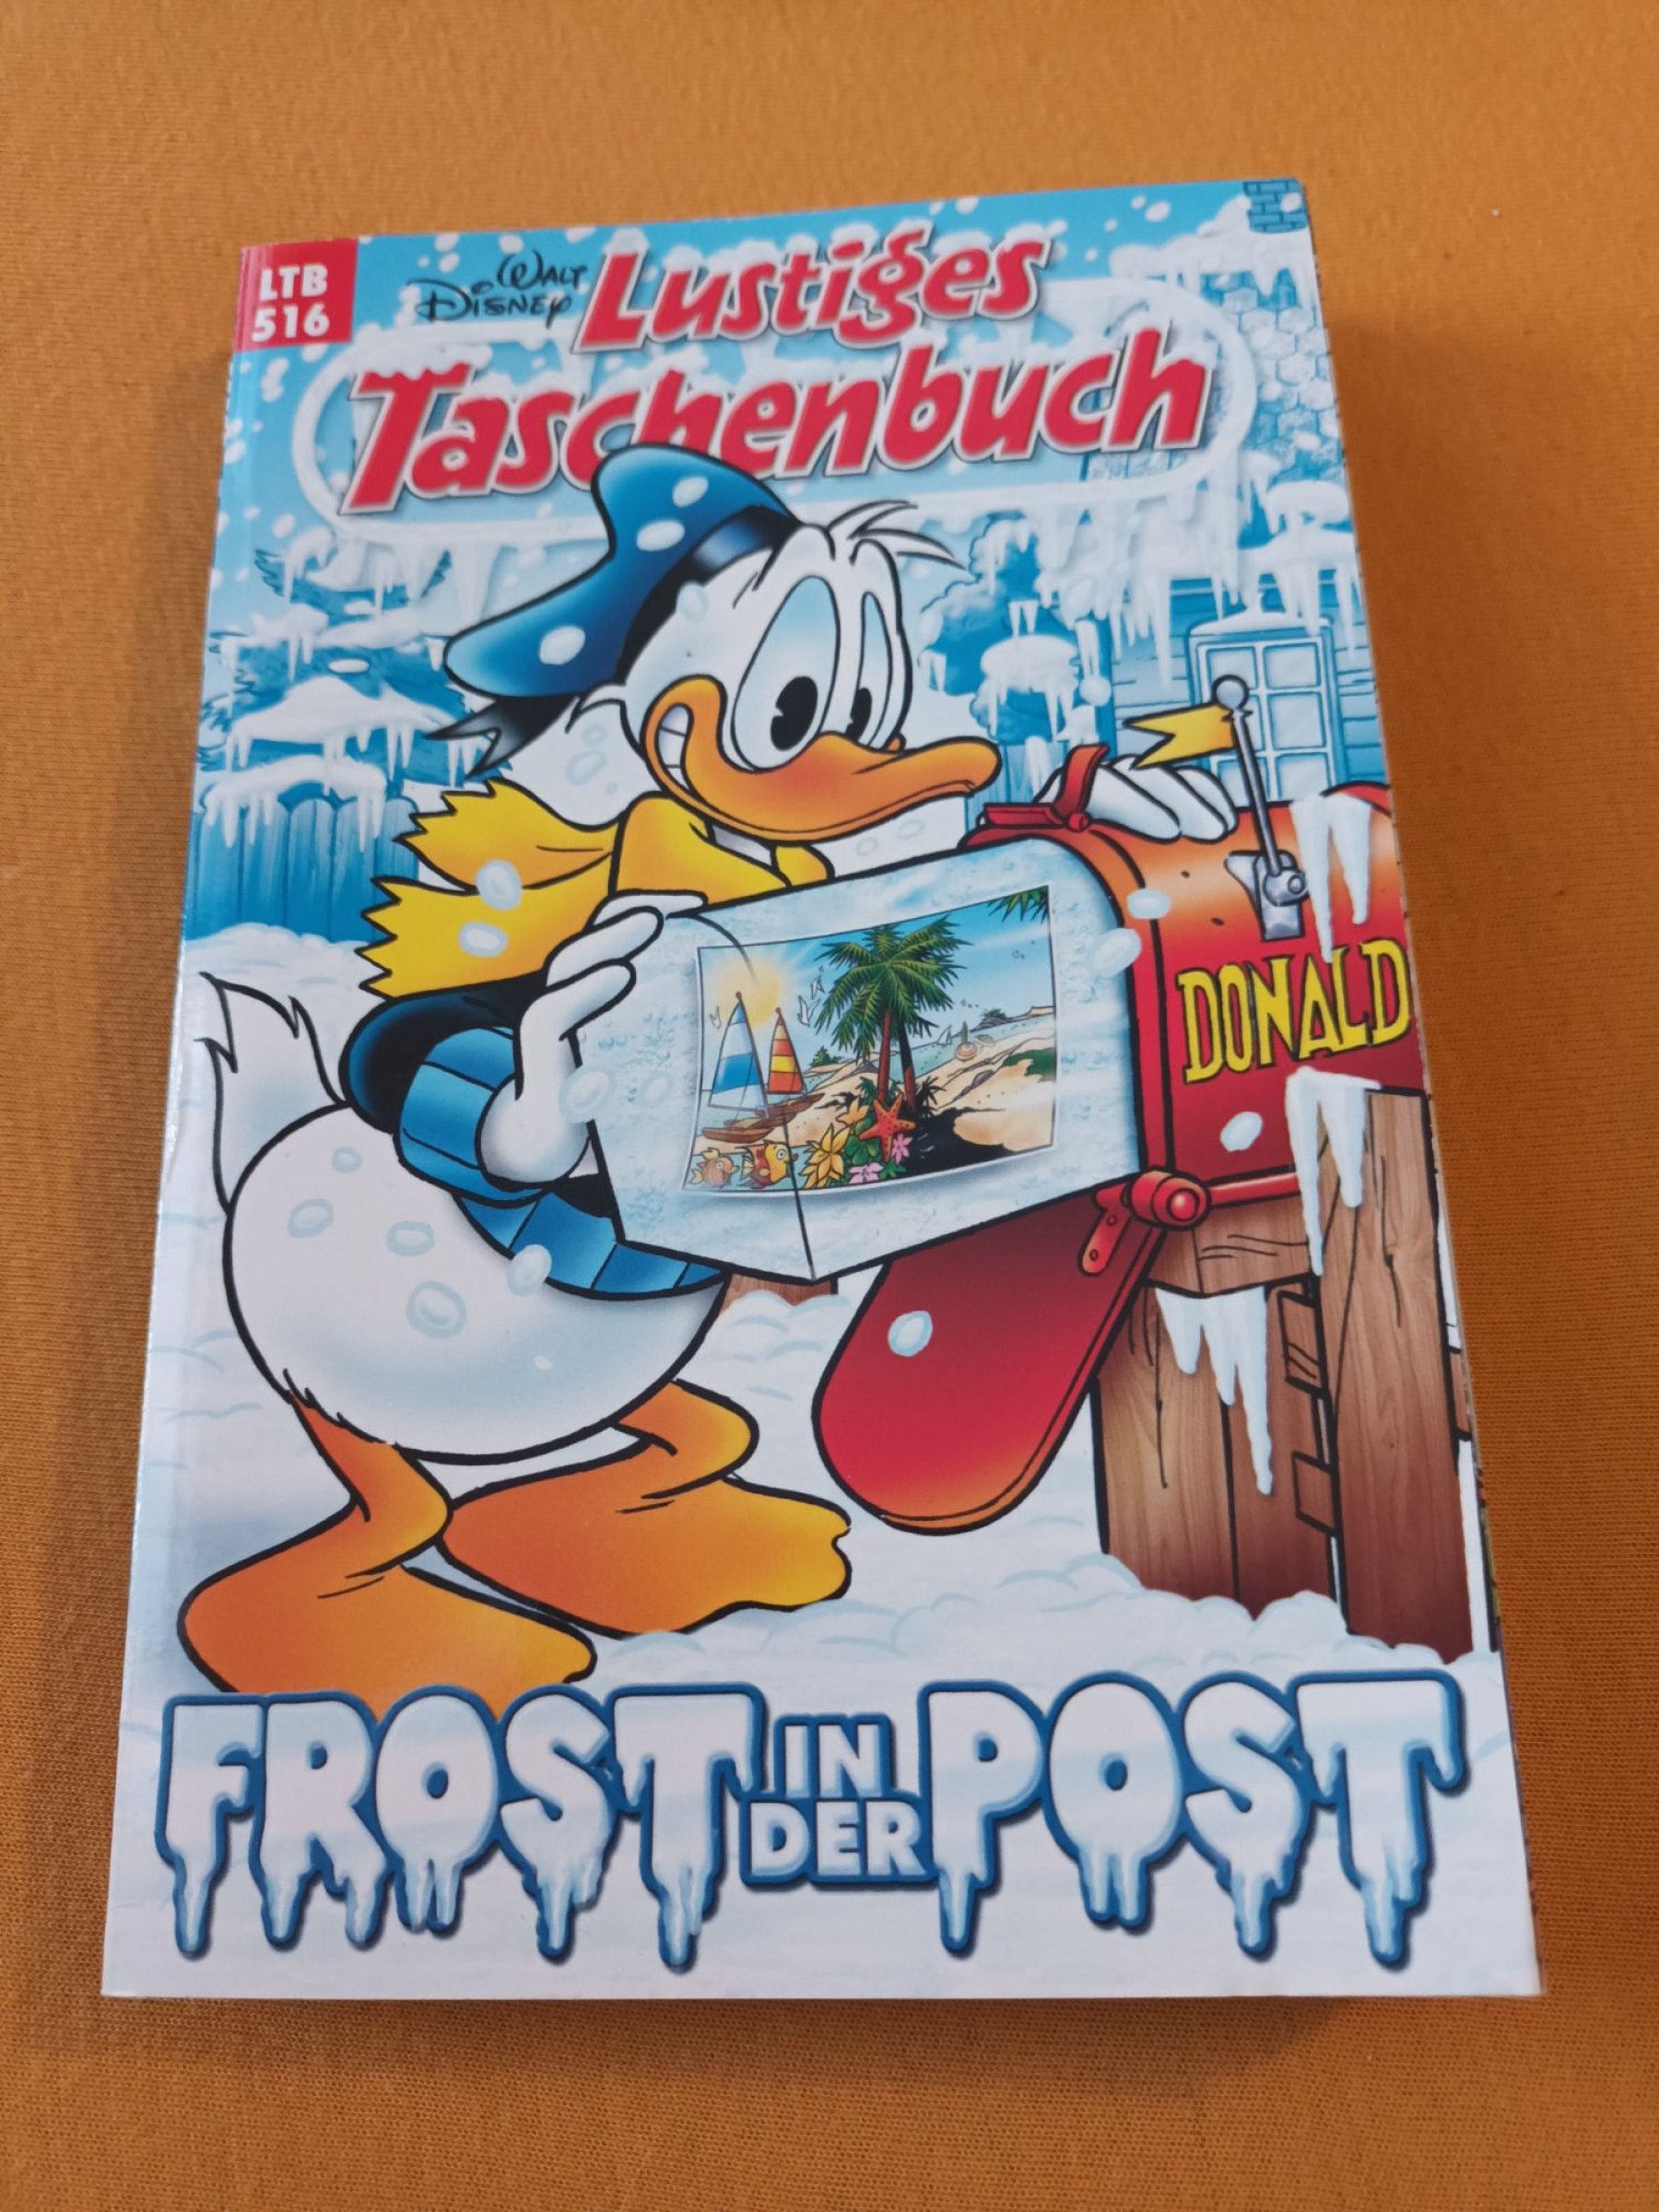 LTB
516
WALT
DISNEY
Lustiges
Taschenbuch
DONALD
FROST IN DER POST